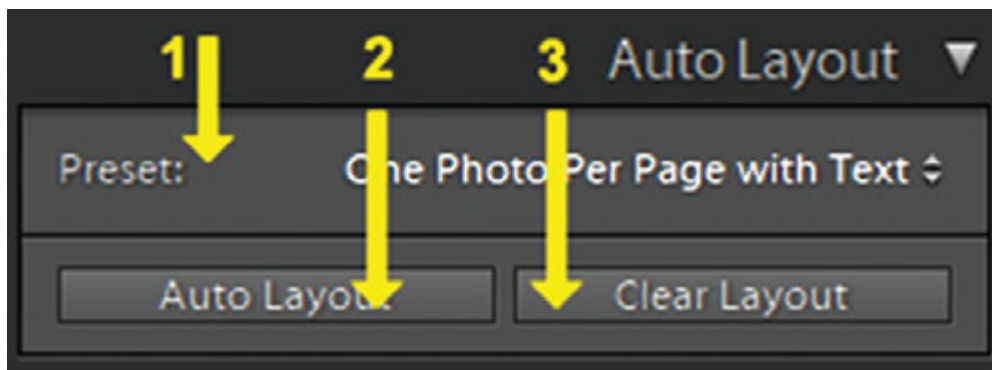 1 2 3 Auto Layout
Preset: One Photo Per Page with Text
Auto Layout Clear Layout